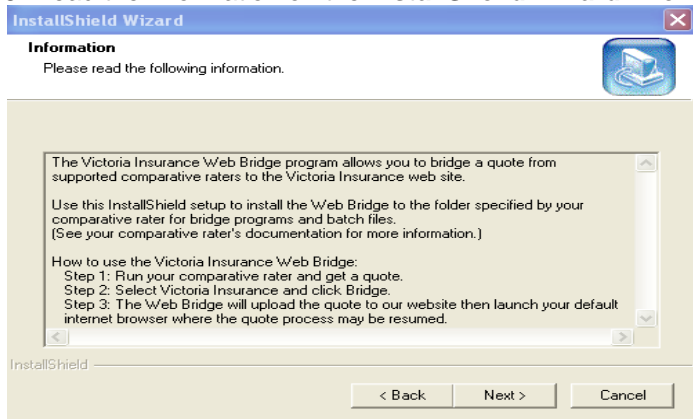 InstallShield Wizard
Information
Please read the following information.
The Victoria Insurance Web Bridge program allows you to bridge a quote from
supported comparative raters to the Victoria Insurance web site.
Use this InstallShield setup to install the Web Bridge to the folder specified by your
comparative rater for bridge programs and batch files.
(See your comparative rater's documentation for more information.)
How to use the Victoria Insurance Web Bridge:
Step 1: Run your comparative rater and get a quote.
Step 2: Select Victoria Insurance and click Bridge.
Step 3: The Web Bridge will upload the quote to our website then launch your default
internet browser where the quote process may be resumed.
InstallShield
< Back Next > Cancel